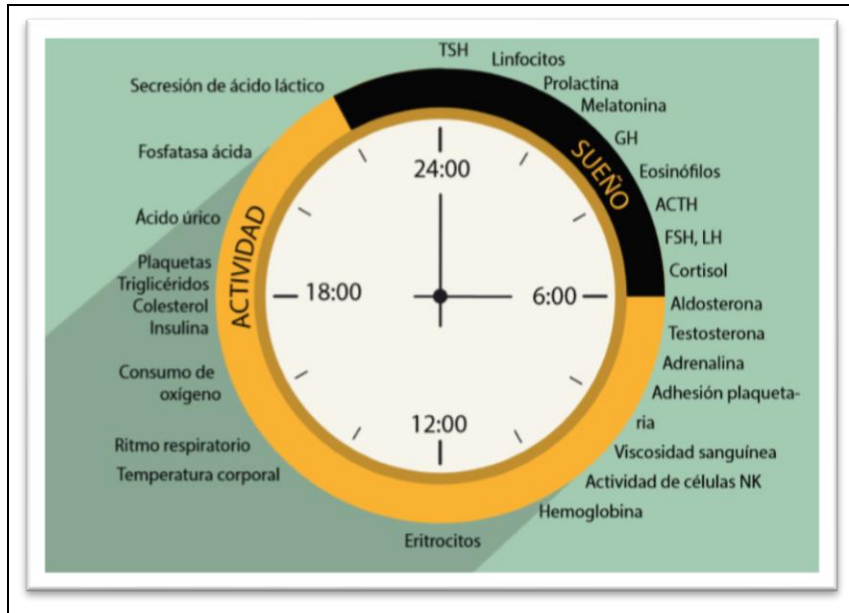 TSH
Linfocitos
Prolactina
Melatonina
GH
Eosinófilos
ACTH
FSH, LH
Cortisol
Aldosterona
Testosterona
Adrenalina
Adhesión plaqueta-
ria
Viscosidad sanguínea
Actividad de células NK
Hemoglobina
Eritrocitos
Secresión de ácido láctico
Fosfatasa ácida
Ácido úrico
Plaquetas
Triglicéridos
Colesterol
Insulina
Consumo de
oxígeno
Ritmo respiratorio
Temperatura corporal
SUEÑO
ACTIVIDAD
24:00
6:00
12:00
18:00